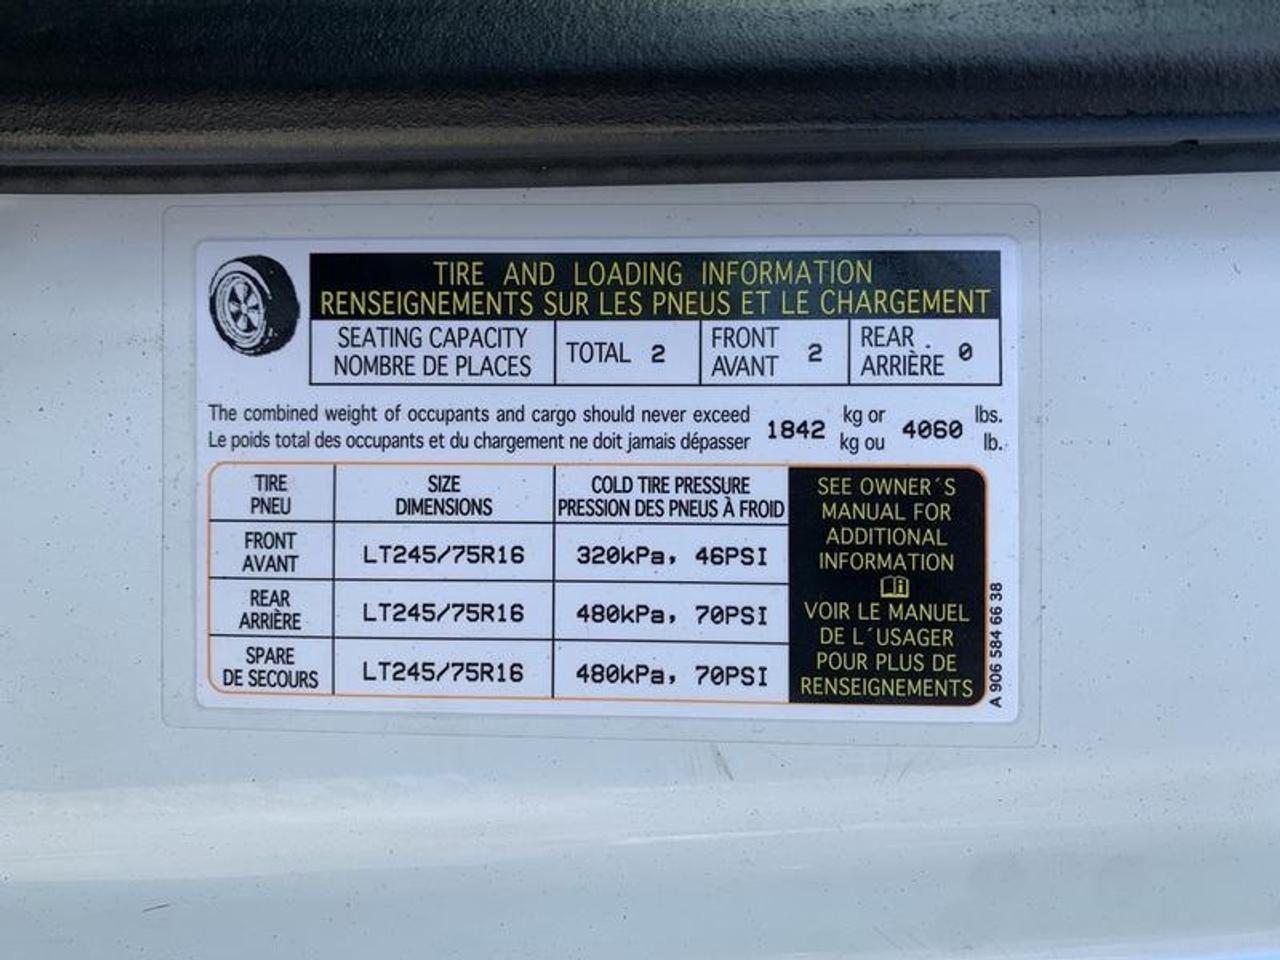 TIRE AND LOADING INFORMATION
RENSEIGNEMENTS SUR LES PNEUS ET LE CHARGEMENT
SEATING CAPACITY
NOMBRE DE PLACES
TOTAL 2
FRONT
AVANT 2
REAR
ARRIÈRE 0
The combined weight of occupants and cargo should never exceed
Le poids total des occupants et du chargement ne doit jamais dépasser
1842
kg or
kg ou
4060
lbs.
lb.
TIRE
PNEU
SIZE
DIMENSIONS
COLD TIRE PRESSURE
PRESSION DES PNEUS À FROID
FRONT
AVANT
LT245/75R16
320kPa, 46PSI
REAR
ARRIÈRE
LT245/75R16
480kPa, 70PSI
SPARE
DE SECOURS
LT245/75R16
480kPa, 70PSI
SEE OWNER´S
MANUAL FOR
ADDITIONAL
INFORMATION
VOIR LE MANUEL
DE L´USAGER
POUR PLUS DE
RENSEIGNEMENTS
A 906 584 66 38